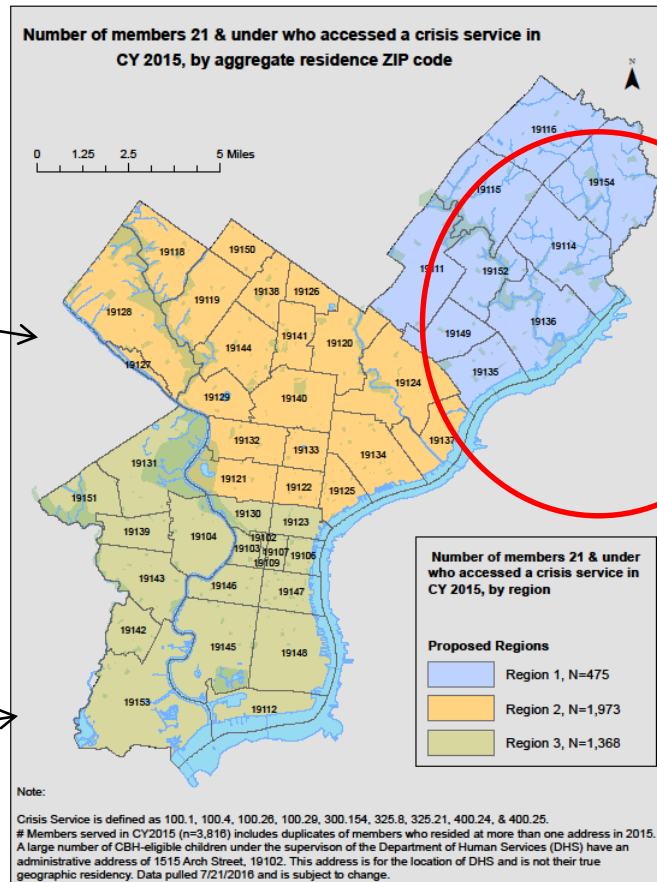 Number of members 21 & under who accessed a crisis service in
CY 2015, by aggregate residence ZIP code
N
0 1.25 2.5 5 Miles
19116
19154
19115
19114
19111
19152
19136
19149
19135
19118
19150
19138
19126
19128
19119
19141
19120
19144
19124
19127
19129
19140
19137
19132
19133
19134
19131
19121
19122
19125
19151
19130
19123
19139
19104
19102
19103
19107
19106
19109
19143
19146
19147
19142
19145
19148
19153
19112
Number of members 21 & under
who accessed a crisis service in
CY 2015, by region
Proposed Regions
Region 1, N=475
Region 2, N=1,973
Region 3, N=1,368
Note:
Crisis Service is defined as 100.1, 100.4, 100.26, 100.29, 300.154, 325.8, 325.21, 400.24, & 400.25.
# Members served in CY2015 (n=3,816) includes duplicates of members who resided at more than one address in 2015.
A large number of CBH-eligible children under the supervison of the Department of Human Services (DHS) have an
administrative address of 1515 Arch Street, 19102. This address is for the location of DHS and is not their true
geographic residency. Data pulled 7/21/2016 and is subject to change.